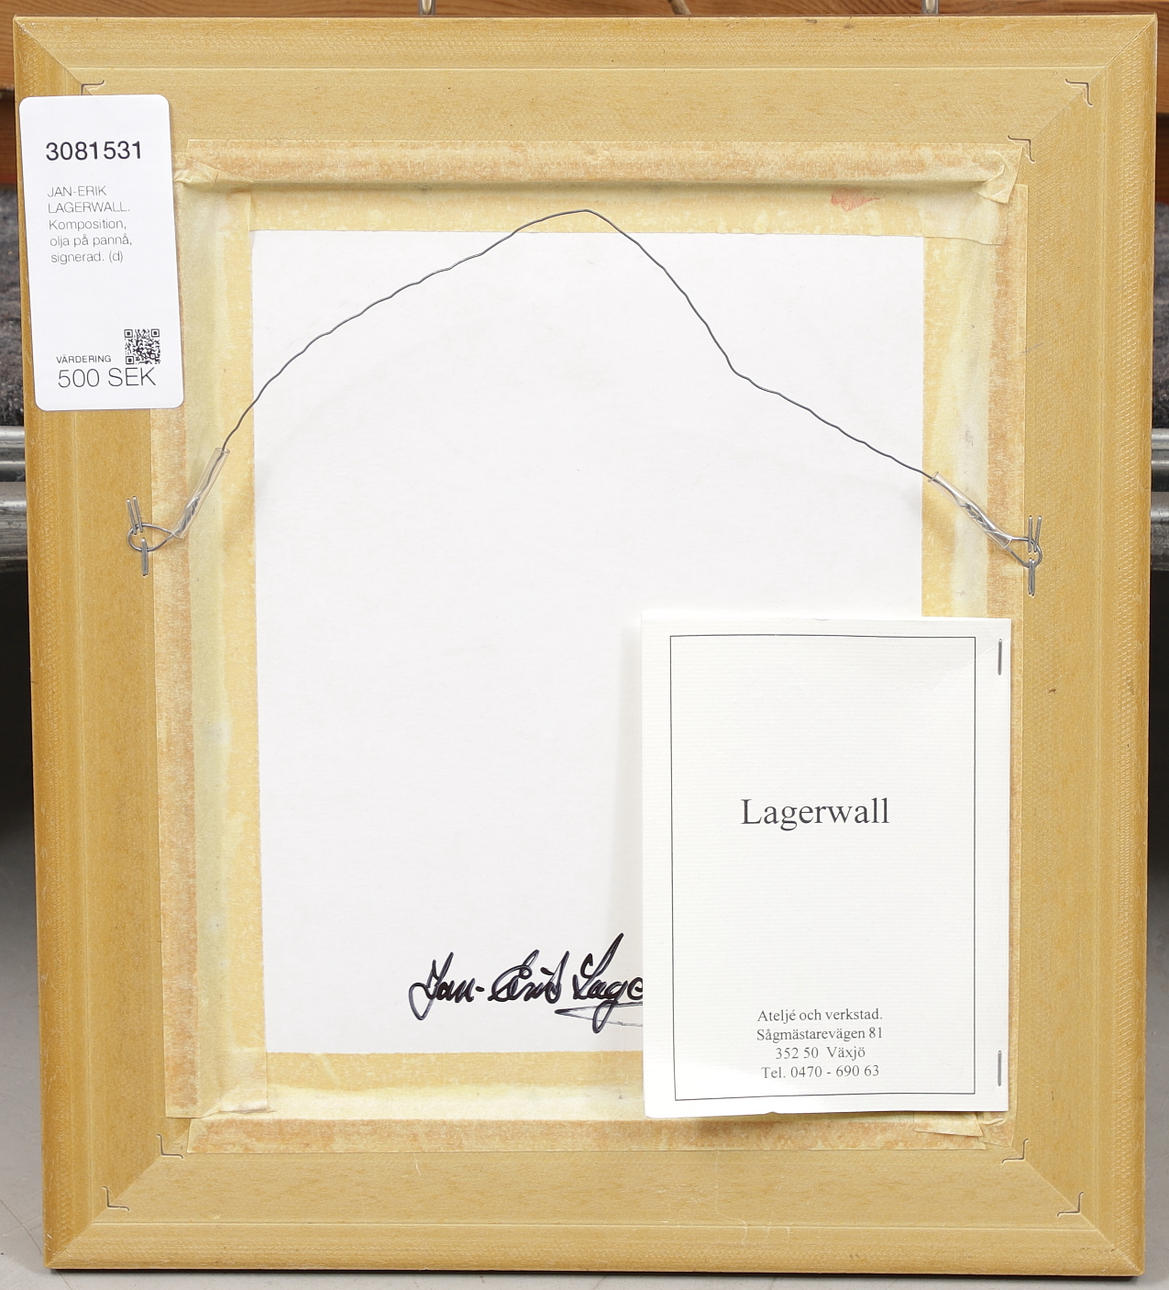 3081531
JAN-ERIK
LAGERWALL.
Komposition,
olja på pannå,
signerad. (d)
VÄRDERING
500 SEK
Lagerwall
Ateljé och verkstad.
Sågmästarevägen 81
352 50 Växjö
Tel. 0470 - 690 63
Jan-Erik Lage